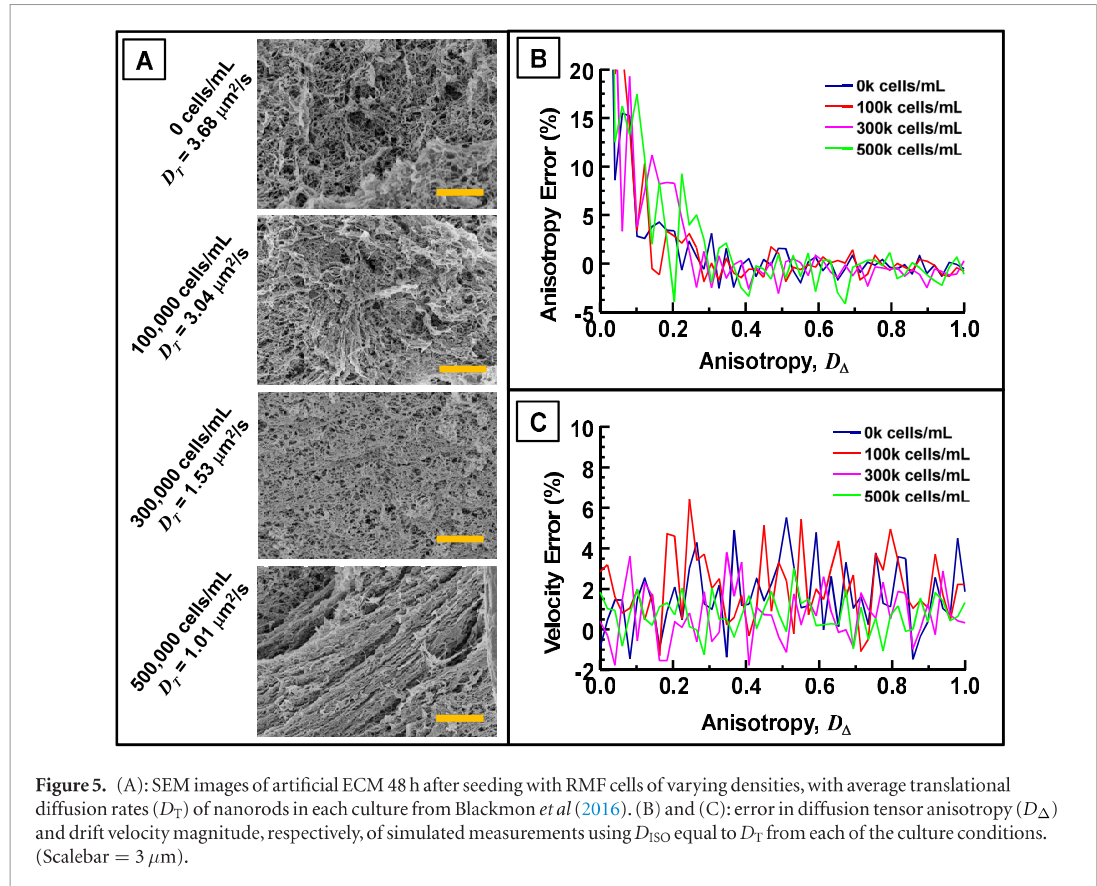 A
0 cells/mL
D_T = 3.68 μm²/s
100,000 cells/mL
D_T = 3.04 μm²/s
300,000 cells/mL
D_T = 1.53 μm²/s
500,000 cells/mL
D_T = 1.01 μm²/s
B
20
15
10
5
0
-5
0.0 0.2 0.4 0.6 0.8 1.0
Anisotropy Error (%)
Anisotropy, D_Δ
0k cells/mL
100k cells/mL
300k cells/mL
500k cells/mL
C
10
8
6
4
2
0
-2
0.0 0.2 0.4 0.6 0.8 1.0
Velocity Error (%)
Anisotropy, D_Δ
0k cells/mL
100k cells/mL
300k cells/mL
500k cells/mL
Figure 5. (A): SEM images of artificial ECM 48 h after seeding with RMF cells of varying densities, with average translational
diffusion rates (D_T) of nanorods in each culture from Blackmon et al (2016). (B) and (C): error in diffusion tensor anisotropy (D_Δ)
and drift velocity magnitude, respectively, of simulated measurements using D_ISO equal to D_T from each of the culture conditions.
(Scalebar = 3 μm).